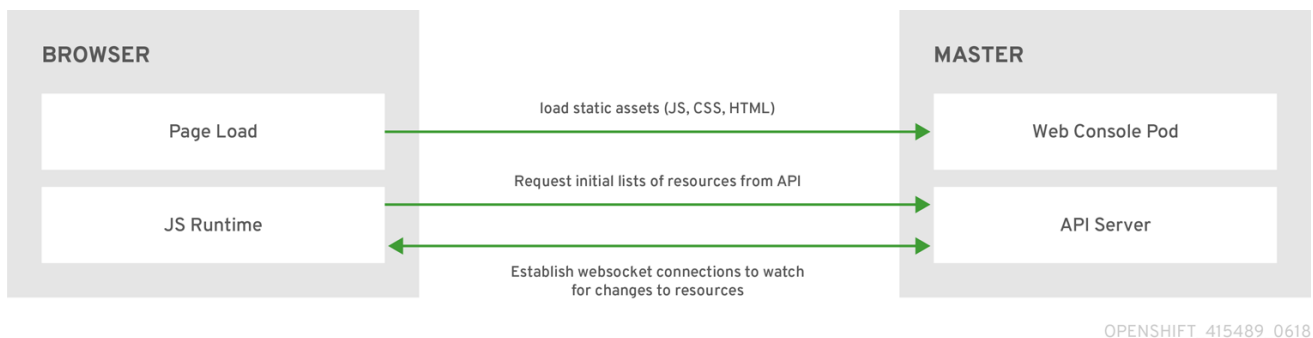 BROWSER
MASTER
load static assets (JS, CSS, HTML)
Page Load
Web Console Pod
Request initial lists of resources from API
JS Runtime
API Server
Establish websocket connections to watch
for changes to resources
OPENSHIFT 415489 0618